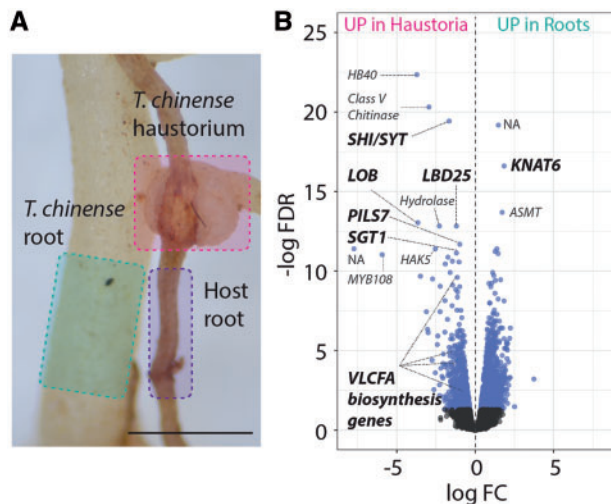 A
T. chinense
haustorium
T. chinense
root
Host
root
B
UP in Haustoria
UP in Roots
-log FDR
-25
20
15
10
5
0
HB40
Class V
Chitinase
SHI/SYT
NA
KNAT6
LOB
LBD25
Hydrolase
ASMT
PILS7
SGT1
NA
HAK5
MYB108
VLCFA
biosynthesis
genes
-5
0
5
log FC